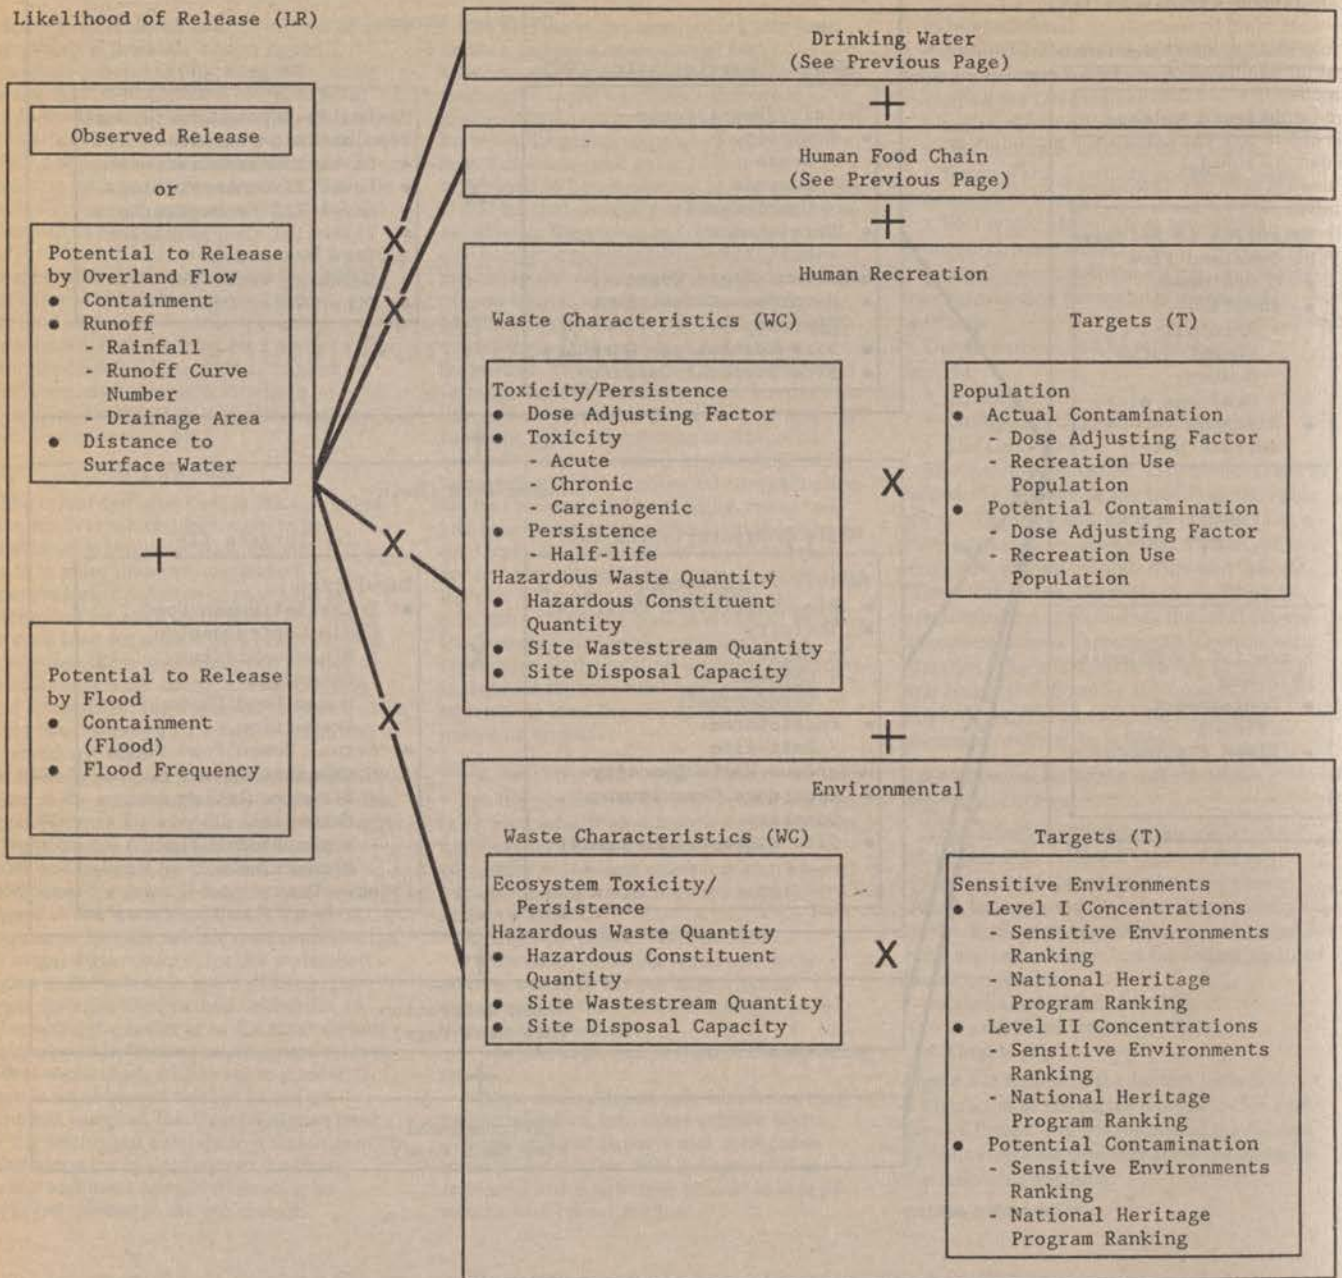 Likelihood of Release (LR)
Observed Release
or
Potential to Release
by Overland Flow
● Containment
● Runoff
- Rainfall
- Runoff Curve
Number
- Drainage Area
● Distance to
Surface Water
+
Potential to Release
by Flood
● Containment
(Flood)
● Flood Frequency
X
X
X
X
Drinking Water
(See Previous Page)
+
Human Food Chain
(See Previous Page)
+
Human Recreation
Waste Characteristics (WC)
Toxicity/Persistence
● Dose Adjusting Factor
● Toxicity
- Acute
- Chronic
- Carcinogenic
● Persistence
- Half-life
Hazardous Waste Quantity
● Hazardous Constituent
Quantity
● Site Wastestream Quantity
● Site Disposal Capacity
X
Targets (T)
Population
● Actual Contamination
- Dose Adjusting Factor
- Recreation Use
Population
● Potential Contamination
- Dose Adjusting Factor
- Recreation Use
Population
+
Environmental
Waste Characteristics (WC)
Ecosystem Toxicity/
Persistence
Hazardous Waste Quantity
● Hazardous Constituent
Quantity
● Site Wastestream Quantity
● Site Disposal Capacity
X
Targets (T)
Sensitive Environments
● Level I Concentrations
- Sensitive Environments
Ranking
- National Heritage
Program Ranking
● Level II Concentrations
- Sensitive Environments
Ranking
- National Heritage
Program Ranking
● Potential Contamination
- Sensitive Environments
Ranking
- National Heritage
Program Ranking